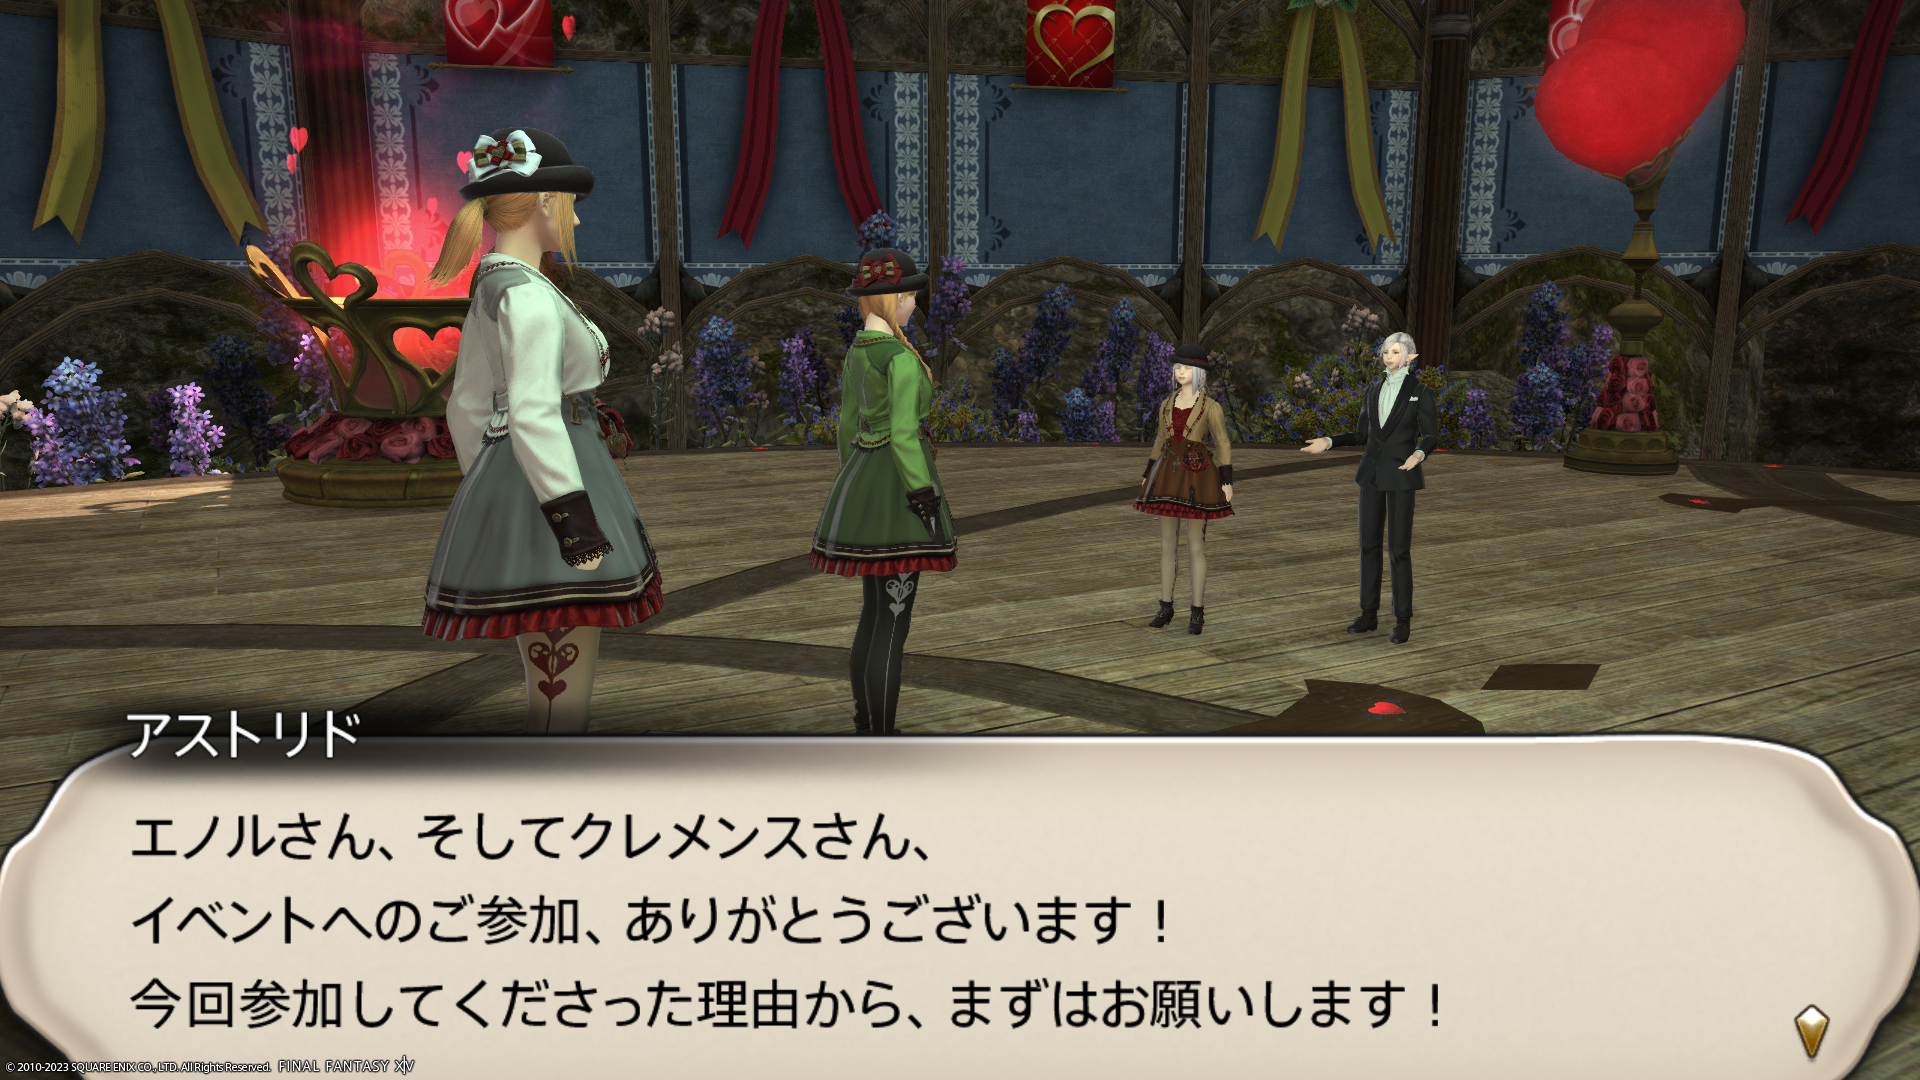 アストリド
エノルさん、そしてクレメンスさん、
イベントへのご参加、ありがとうございます！
今回参加してくださった理由から、まずはお願いします！
© 2010-2023 SQUARE ENIX CO., LTD. All Rights Reserved. FINAL FANTASY XIV